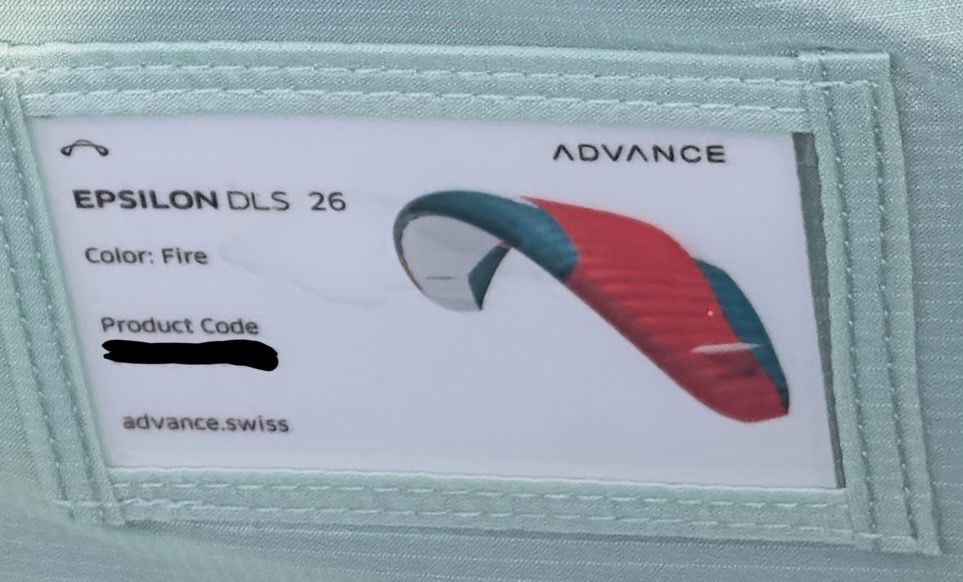 ADVANCE
EPSILON DLS 26
Color: Fire
Product Code
advance.swiss